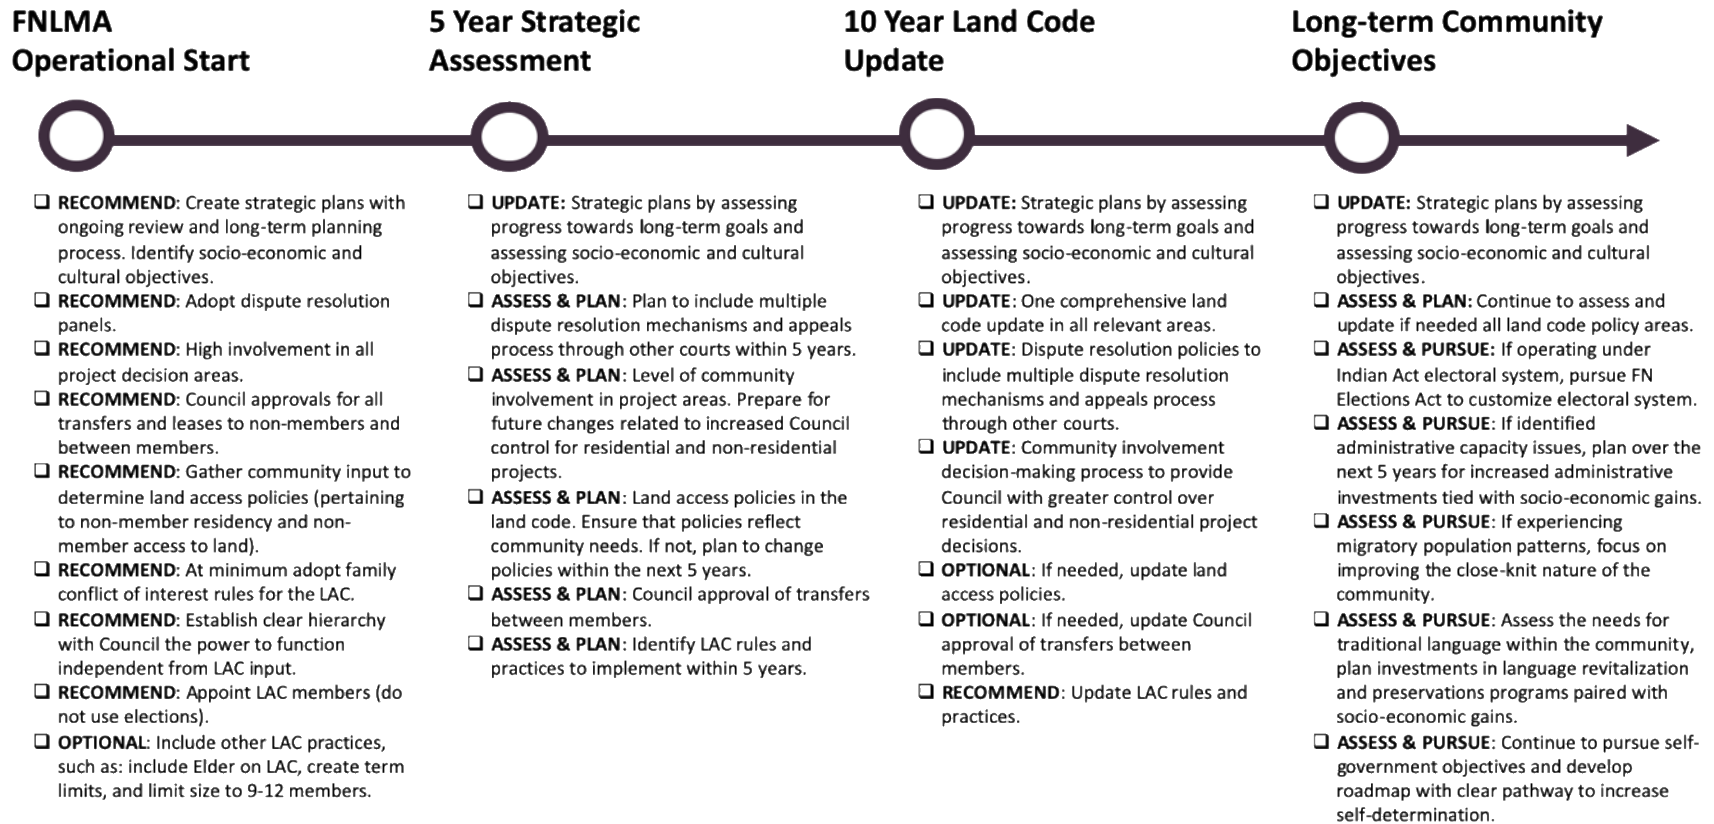 FNLMA
Operational Start
5 Year Strategic
Assessment
10 Year Land Code
Update
Long-term Community
Objectives
❑ RECOMMEND: Create strategic plans with
ongoing review and long-term planning
process. Identify socio-economic and
cultural objectives.
❑ RECOMMEND: Adopt dispute resolution
panels.
❑ RECOMMEND: High involvement in all
project decision areas.
❑ RECOMMEND: Council approvals for all
transfers and leases to non-members and
between members.
❑ RECOMMEND: Gather community input to
determine land access policies (pertaining
to non-member residency and non-
member access to land).
❑ RECOMMEND: At minimum adopt family
conflict of interest rules for the LAC.
❑ RECOMMEND: Establish clear hierarchy
with Council the power to function
independent from LAC input.
❑ RECOMMEND: Appoint LAC members (do
not use elections).
❑ OPTIONAL: Include other LAC practices,
such as: include Elder on LAC, create term
limits, and limit size to 9-12 members.
❑ UPDATE: Strategic plans by assessing
progress towards long-term goals and
assessing socio-economic and cultural
objectives.
❑ ASSESS & PLAN: Plan to include multiple
dispute resolution mechanisms and appeals
process through other courts within 5 years.
❑ ASSESS & PLAN: Level of community
involvement in project areas. Prepare for
future changes related to increased Council
control for residential and non-residential
projects.
❑ ASSESS & PLAN: Land access policies in the
land code. Ensure that policies reflect
community needs. If not, plan to change
policies within the next 5 years.
❑ ASSESS & PLAN: Council approval of transfers
between members.
❑ ASSESS & PLAN: Identify LAC rules and
practices to implement within 5 years.
❑ UPDATE: Strategic plans by assessing
progress towards long-term goals and
assessing socio-economic and cultural
objectives.
❑ UPDATE: One comprehensive land
code update in all relevant areas.
❑ UPDATE: Dispute resolution policies to
include multiple dispute resolution
mechanisms and appeals process
through other courts.
❑ UPDATE: Community involvement
decision-making process to provide
Council with greater control over
residential and non-residential project
decisions.
❑ OPTIONAL: If needed, update land
access policies.
❑ OPTIONAL: If needed, update Council
approval of transfers between
members.
❑ RECOMMEND: Update LAC rules and
practices.
❑ UPDATE: Strategic plans by assessing
progress towards long-term goals and
assessing socio-economic and cultural
objectives.
❑ ASSESS & PLAN: Continue to assess and
update if needed all land code policy areas.
❑ ASSESS & PURSUE: If operating under
Indian Act electoral system, pursue FN
Elections Act to customize electoral system.
❑ ASSESS & PURSUE: If identified
administrative capacity issues, plan over the
next 5 years for increased administrative
investments tied with socio-economic gains.
❑ ASSESS & PURSUE: If experiencing
migratory population patterns, focus on
improving the close-knit nature of the
community.
❑ ASSESS & PURSUE: Assess the needs for
traditional language within the community,
plan investments in language revitalization
and preservations programs paired with
socio-economic gains.
❑ ASSESS & PURSUE: Continue to pursue self-
government objectives and develop
roadmap with clear pathway to increase
self-determination.